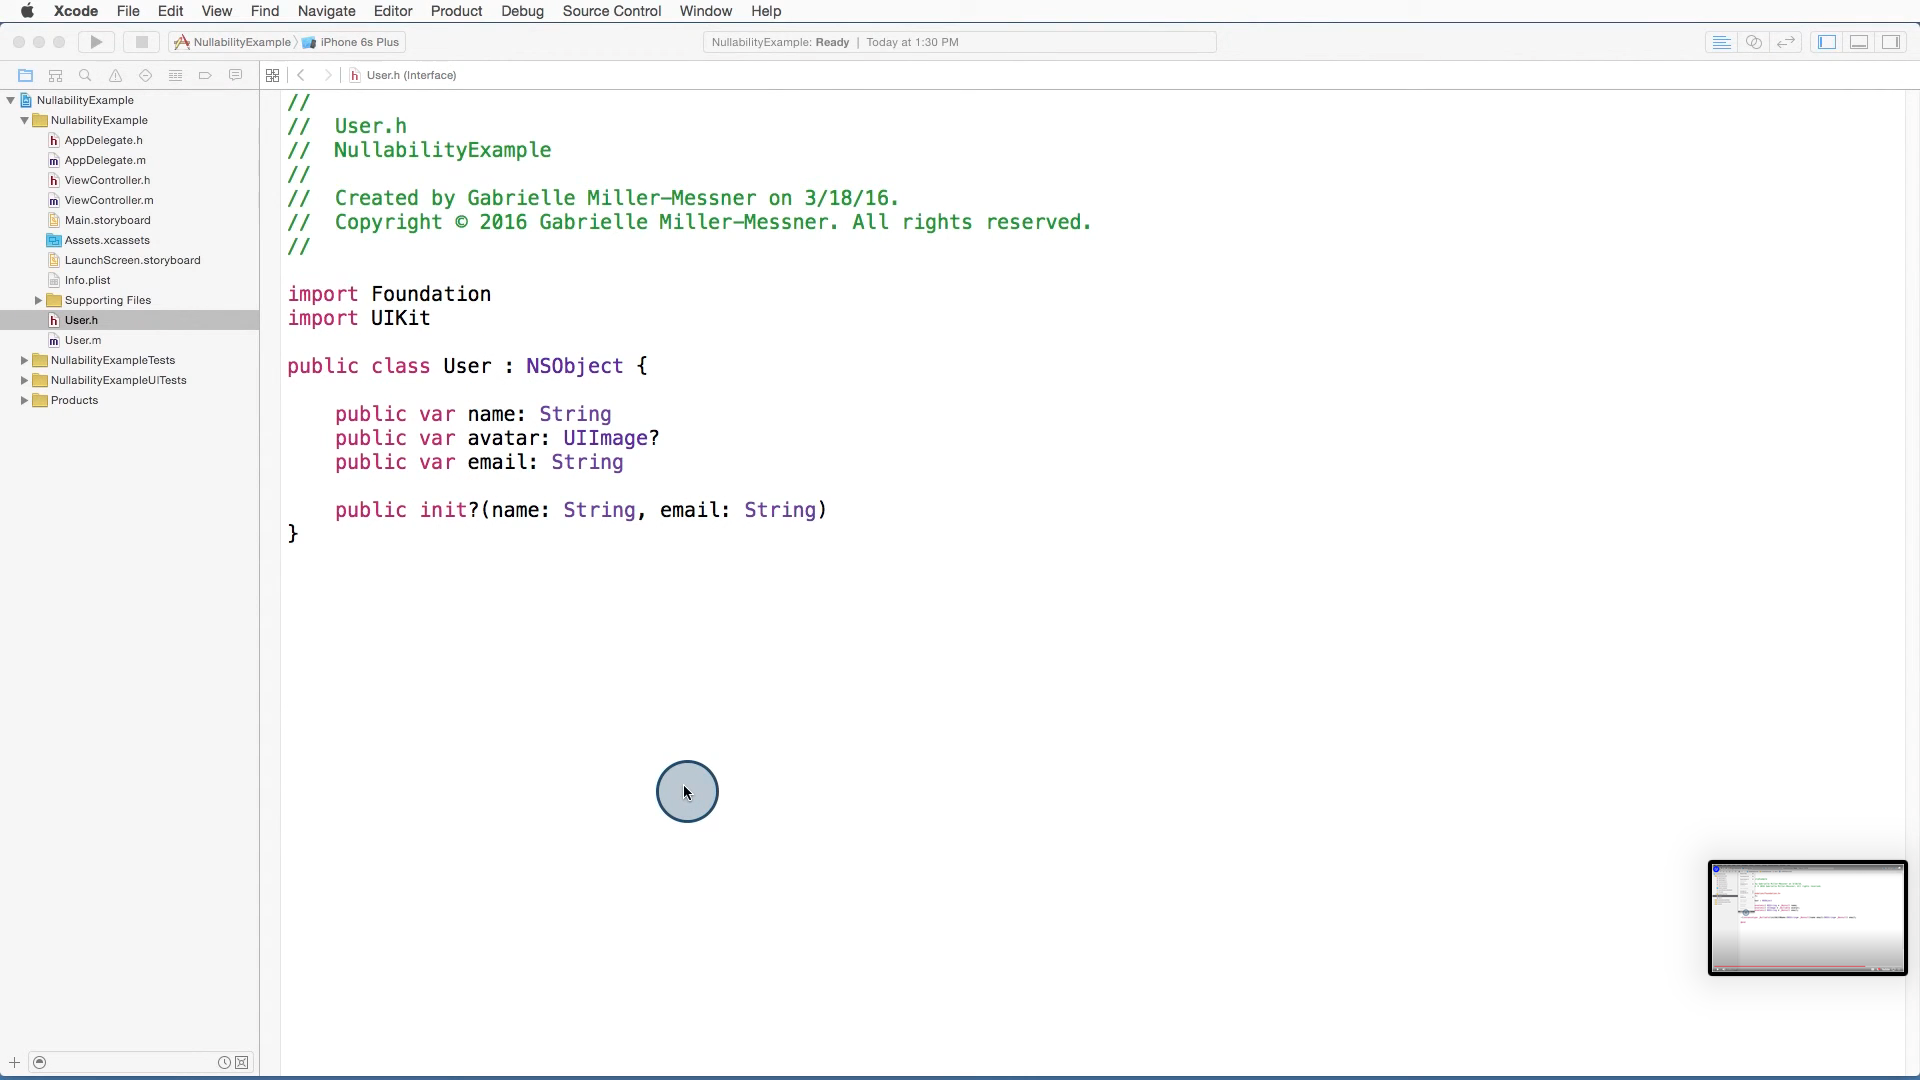 Xcode File Edit View Find Navigate Editor Product Debug Source Control Window Help
NullabilityExample iPhone 6s Plus
NullabilityExample: Ready | Today at 1:30 PM
User.h (Interface)
NullabilityExample
NullabilityExample
AppDelegate.h
AppDelegate.m
ViewController.h
ViewController.m
Main.storyboard
Assets.xcassets
LaunchScreen.storyboard
Info.plist
Supporting Files
User.h
User.m
NullabilityExampleTests
NullabilityExampleUITests
Products
//
// User.h
// NullabilityExample
//
// Created by Gabrielle Miller-Messner on 3/18/16.
// Copyright © 2016 Gabrielle Miller-Messner. All rights reserved.
//
import Foundation
import UIKit
public class User : NSObject {
public var name: String
public var avatar: UIImage?
public var email: String
public init?(name: String, email: String)
}